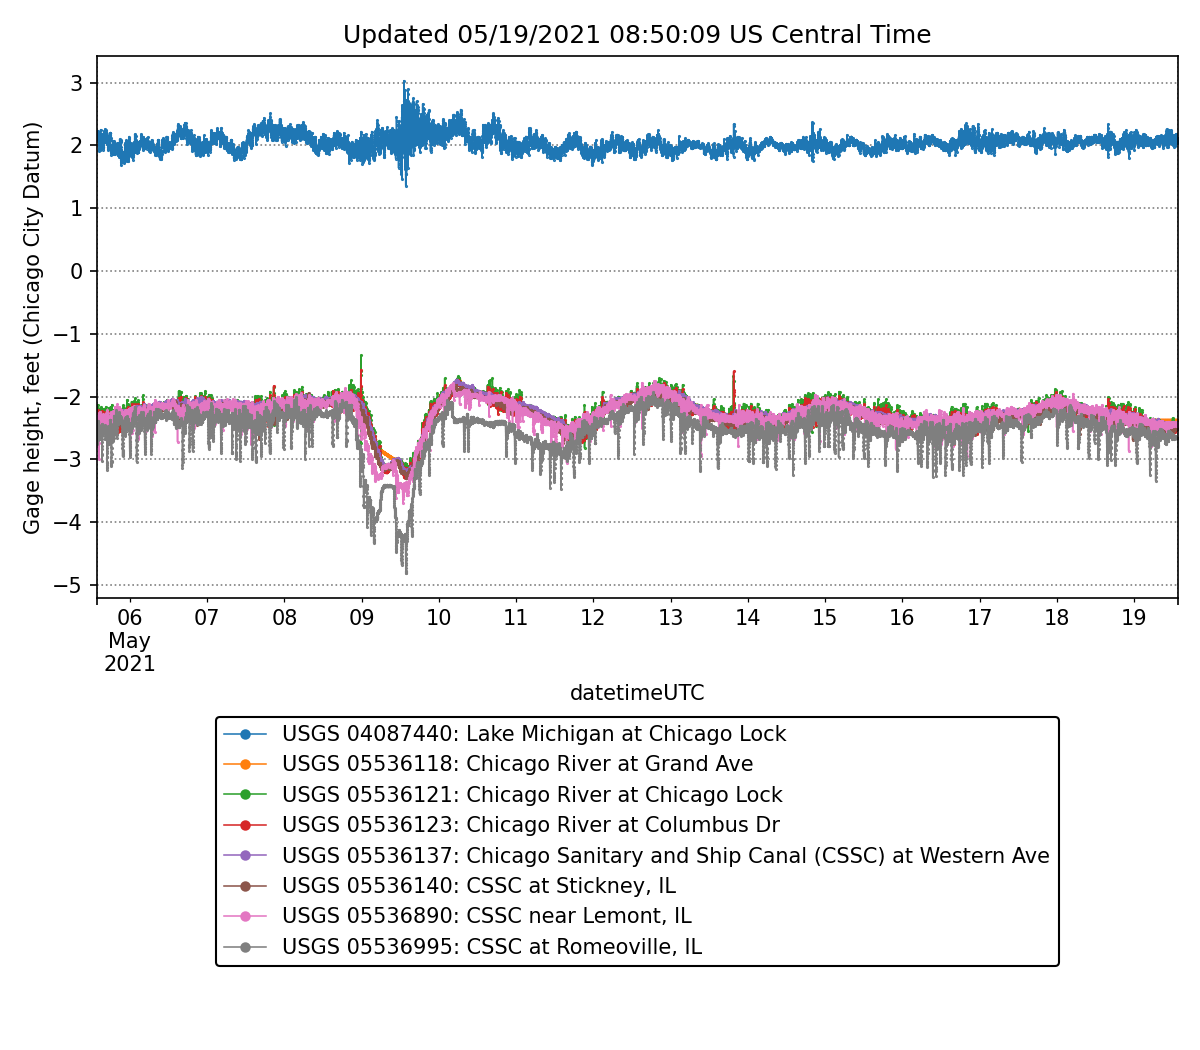 Updated 05/19/2021 08:50:09 US Central Time
Gage height, feet (Chicago City Datum)
3
2
1
0
−1
−2
−3
−4
−5
06 07 08 09 10 11 12 13 14 15 16 17 18 19
May
2021
datetimeUTC
USGS 04087440: Lake Michigan at Chicago Lock
USGS 05536118: Chicago River at Grand Ave
USGS 05536121: Chicago River at Chicago Lock
USGS 05536123: Chicago River at Columbus Dr
USGS 05536137: Chicago Sanitary and Ship Canal (CSSC) at Western Ave
USGS 05536140: CSSC at Stickney, IL
USGS 05536890: CSSC near Lemont, IL
USGS 05536995: CSSC at Romeoville, IL